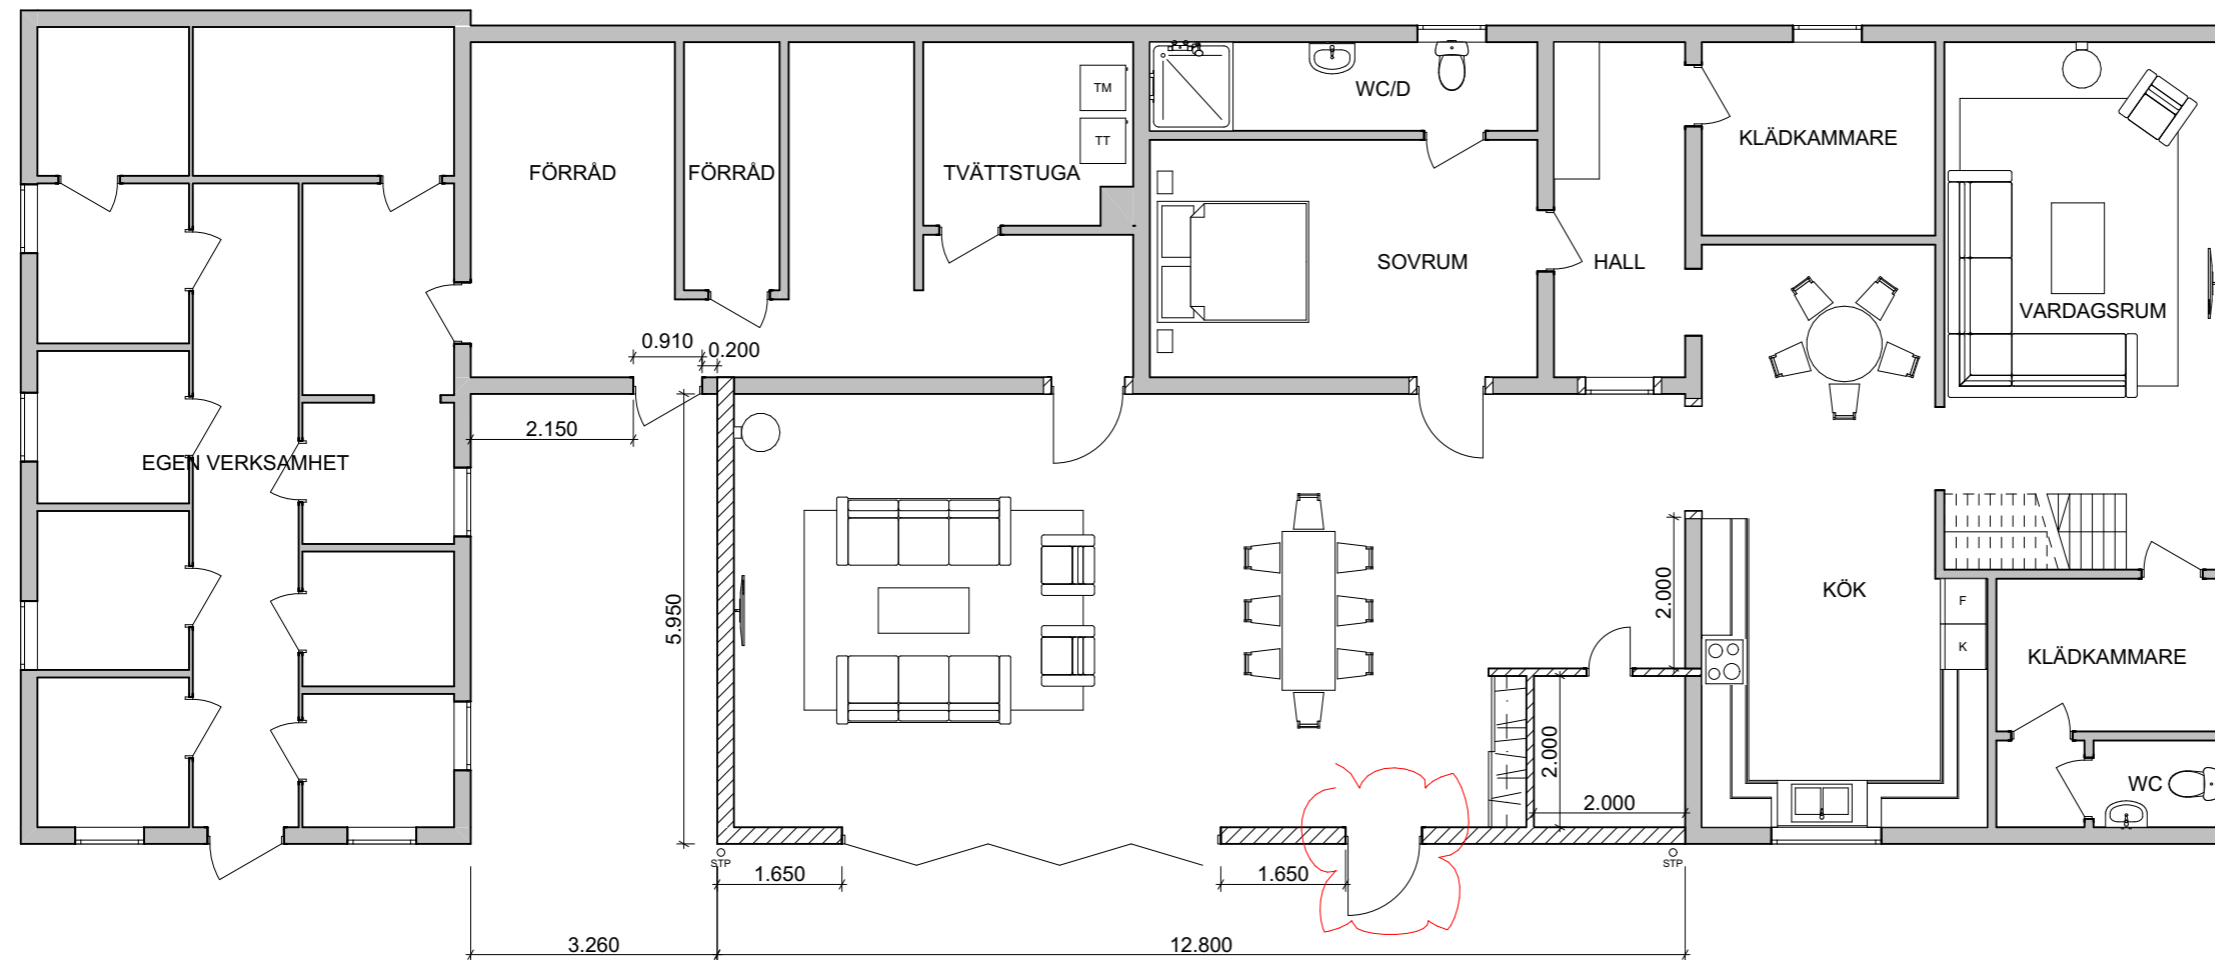 TM
WC/D
KLÄDKAMMARE
TT
FÖRRÅD
FÖRRÅD
TVÄTTSTUGA
SOVRUM
HALL
VARDAGSRUM
0.910
0.200
2.150
EGEN VERKSAMHET
5.950
2.000
KÖK
F
K
KLÄDKAMMARE
2.000
2.000
WC
STP
STP
1.650
1.650
3.260
12.800